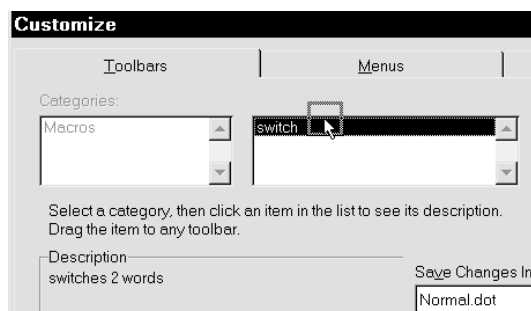 Customize
Toolbars Menus
Categories:
Macros switch
Select a category, then click an item in the list to see its description.
Drag the item to any toolbar.
Description
switches 2 words
Save Changes In
Normal.dot